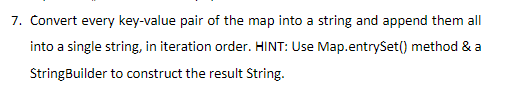 7. Convert every key-value pair of the map into a string and append them all
into a single string, in iteration order. HINT: Use Map.entrySet() method & a
StringBuilder to construct the result String.